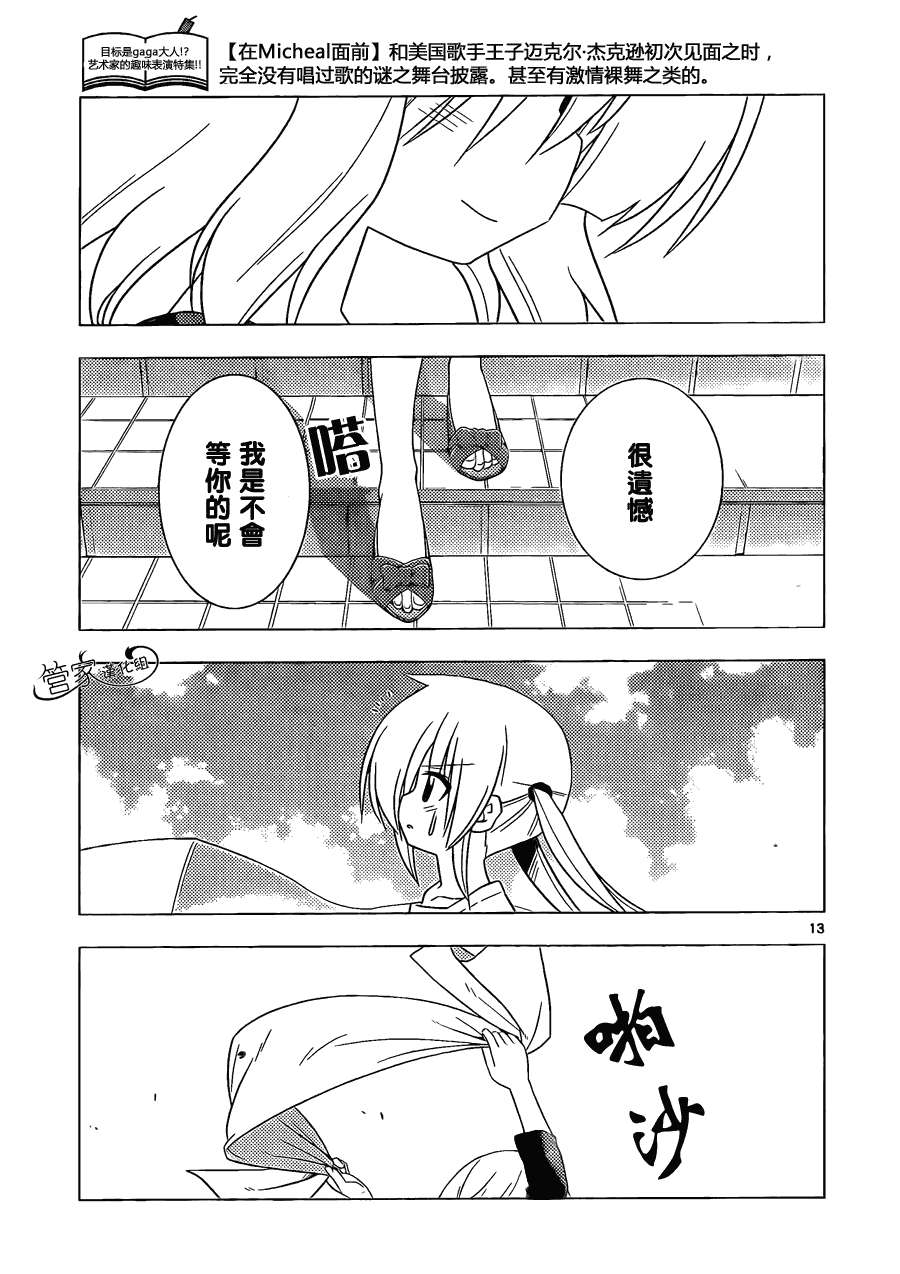 目标是gaga大人!?
艺术家的趣味表演特集!!
【在Micheal面前】和美国歌手王子迈克尔·杰克逊初次见面之时，
完全没有唱过歌的谜之舞台披露。甚至有激情裸舞之类的。
很遺憾
嗒
我是不會
等你的呢
管家漢化組
13
啪
沙